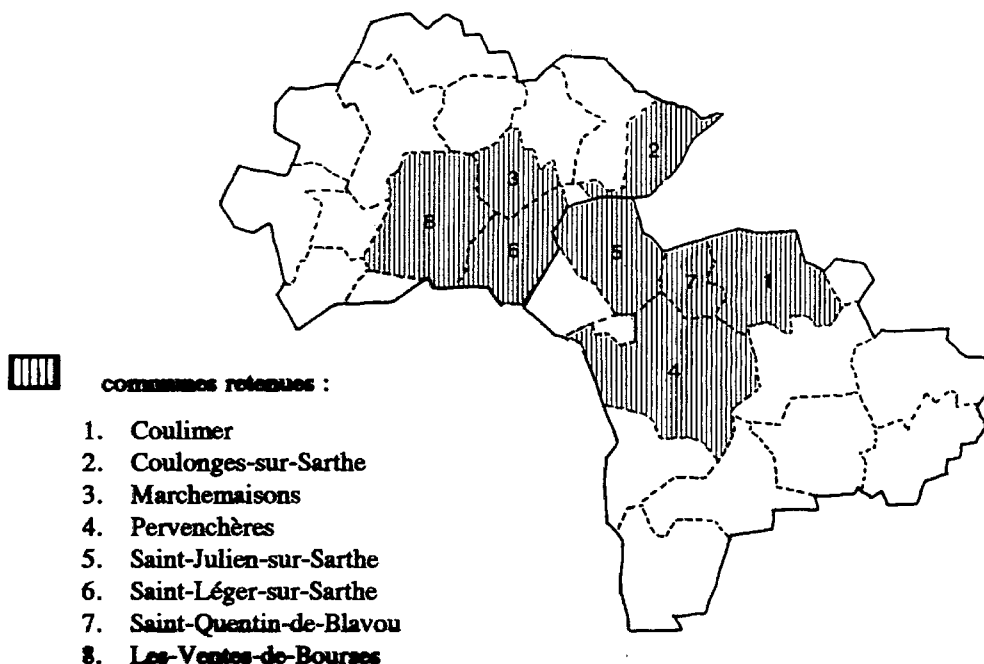 2
3
8
6
5
7
1
4
communes retenues :
1. Coulimer
2. Coulonges-sur-Sarthe
3. Marchemaisons
4. Pervenchères
5. Saint-Julien-sur-Sarthe
6. Saint-Léger-sur-Sarthe
7. Saint-Quentin-de-Blavou
8. Les-Ventes-de-Bourses